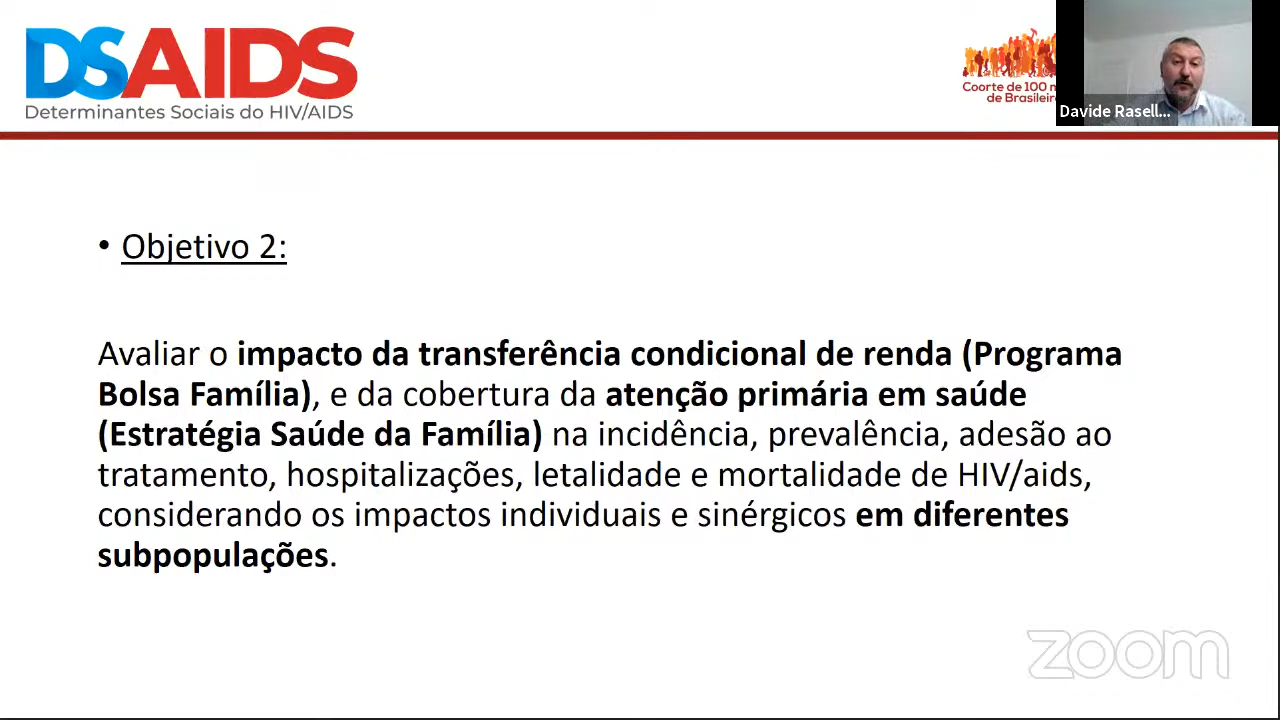 DSAIDS
Determinantes Sociais do HIV/AIDS
Coorte de 100 m
de Brasileir
Davide Rasell...
• Objetivo 2:
Avaliar o impacto da transferência condicional de renda (Programa
Bolsa Família), e da cobertura da atenção primária em saúde
(Estratégia Saúde da Família) na incidência, prevalência, adesão ao
tratamento, hospitalizações, letalidade e mortalidade de HIV/aids,
considerando os impactos individuais e sinérgicos em diferentes
subpopulações.
zoom